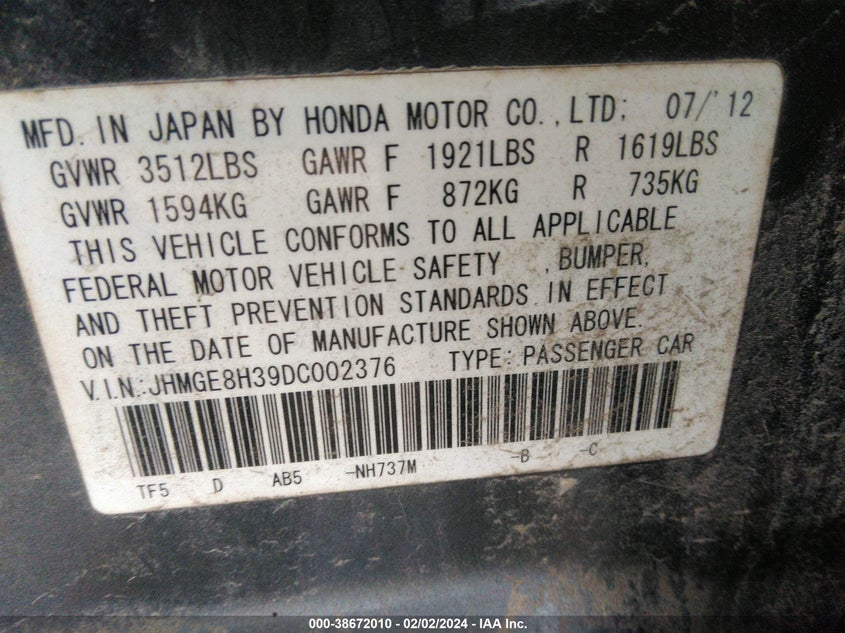 MFD. IN JAPAN BY HONDA MOTOR CO., LTD; 07/'12
GVWR 3512LBS GAWR F 1921LBS R 1619LBS
GVWR 1594KG GAWR F 872KG R 735KG
THIS VEHICLE CONFORMS TO ALL APPLICABLE
FEDERAL MOTOR VEHICLE SAFETY , BUMPER,
AND THEFT PREVENTION STANDARDS IN EFFECT
ON THE DATE OF MANUFACTURE SHOWN ABOVE.
V.I.N: JHMGE8H39DC002376 TYPE: PASSENGER CAR
TF5 D AB5 -NH737M -B -C
000-38672010 - 02/02/2024 - IAA Inc.